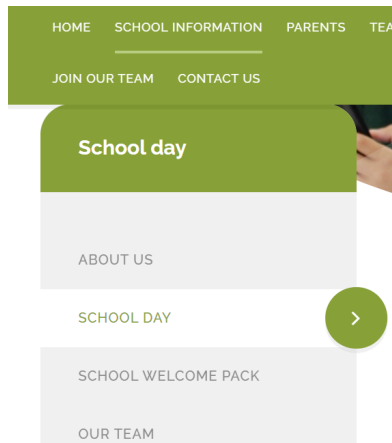 HOME SCHOOL INFORMATION PARENTS
JOIN OUR TEAM CONTACT US
School day
ABOUT US
SCHOOL DAY
SCHOOL WELCOME PACK
OUR TEAM